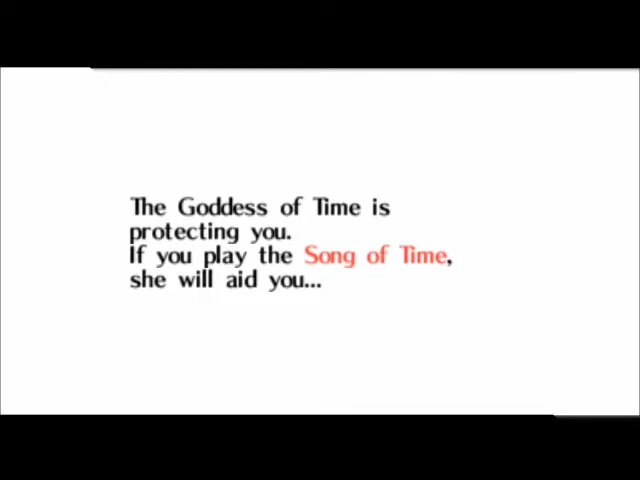 The Goddess of Time is
protecting you.
If you play the Song of Time,
she will aid you...